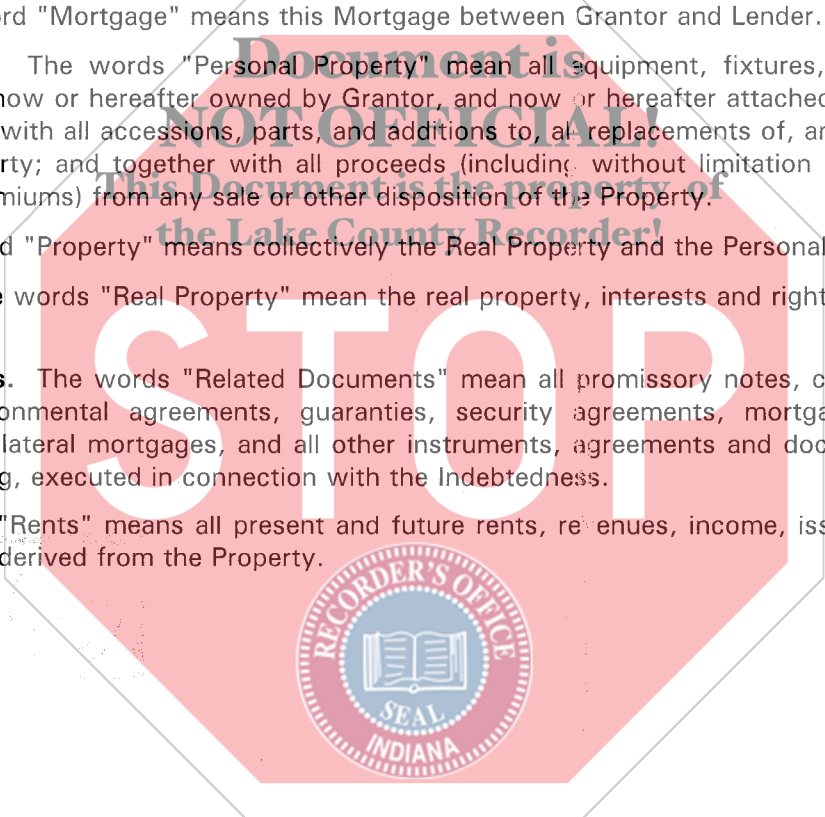 rd "Mortgage" means this Mortgage between Grantor and Lender.
Document is
The words "Personal Property" mean all equipment, fixtures,
now or hereafter owned by Grantor, and now or hereafter attached
NOT OFFICIAL!
with all accessions, parts, and additions to, all replacements of, an
rty; and together with all proceeds (including without limitation
This Document is the property of
miums) from any sale or other disposition of the Property.
the Lake County Recorder!
d "Property" means collectively the Real Property and the Personal
e words "Real Property" mean the real property, interests and right
STOP
s. The words "Related Documents" mean all promissory notes, c
onmental agreements, guaranties, security agreements, mortga
lateral mortgages, and all other instruments, agreements and doc
g, executed in connection with the Indebtedness.
"Rents" means all present and future rents, revenues, income, iss
derived from the Property.
RECORDER'S OFFICE
SEAL
INDIANA